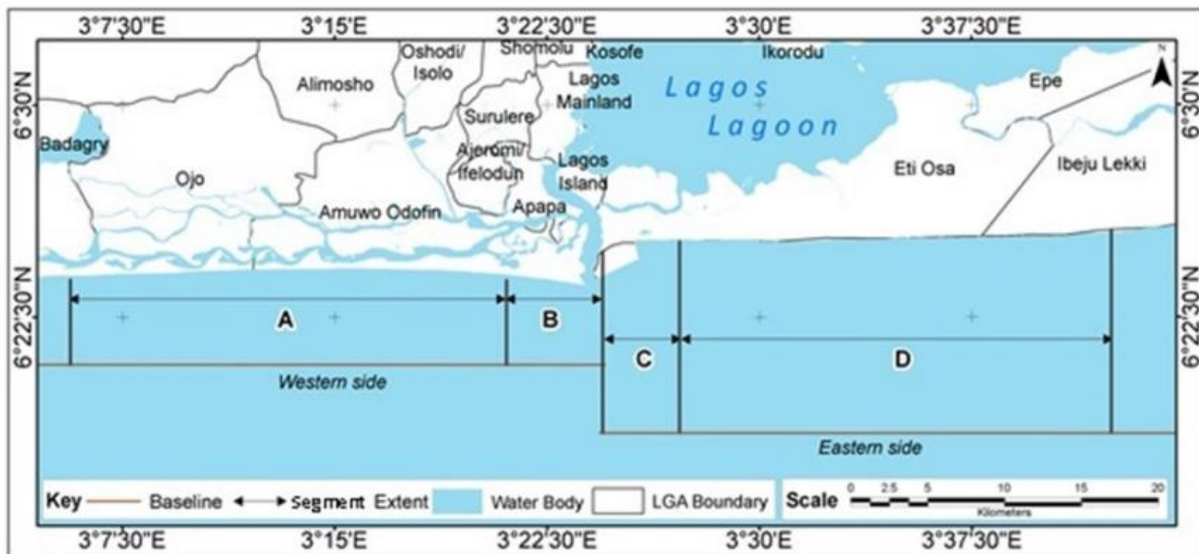 3°7'30"E 3°15'E 3°22'30"E 3°30'E 3°37'30"E
6°30'N
6°22'30"N
6°30'N
6°22'30"N
N
Oshodi/
Isolo
Shomolu
Kosofe
Ikorodu
Alimosho
Lagos
Mainland
Lagos
Lagoon
Epe
Surulere
Badagry
Ajeromi/
Ifelodun
Lagos
Island
Eti Osa
Ibeju Lekki
Ojo
Amuwo Odofin
Apapa
A
B
C
D
Western side
Eastern side
Key Baseline Segment Extent Water Body LGA Boundary
Scale 0 2.5 5 10 15 20
Kilometers
3°7'30"E 3°15'E 3°22'30"E 3°30'E 3°37'30"E